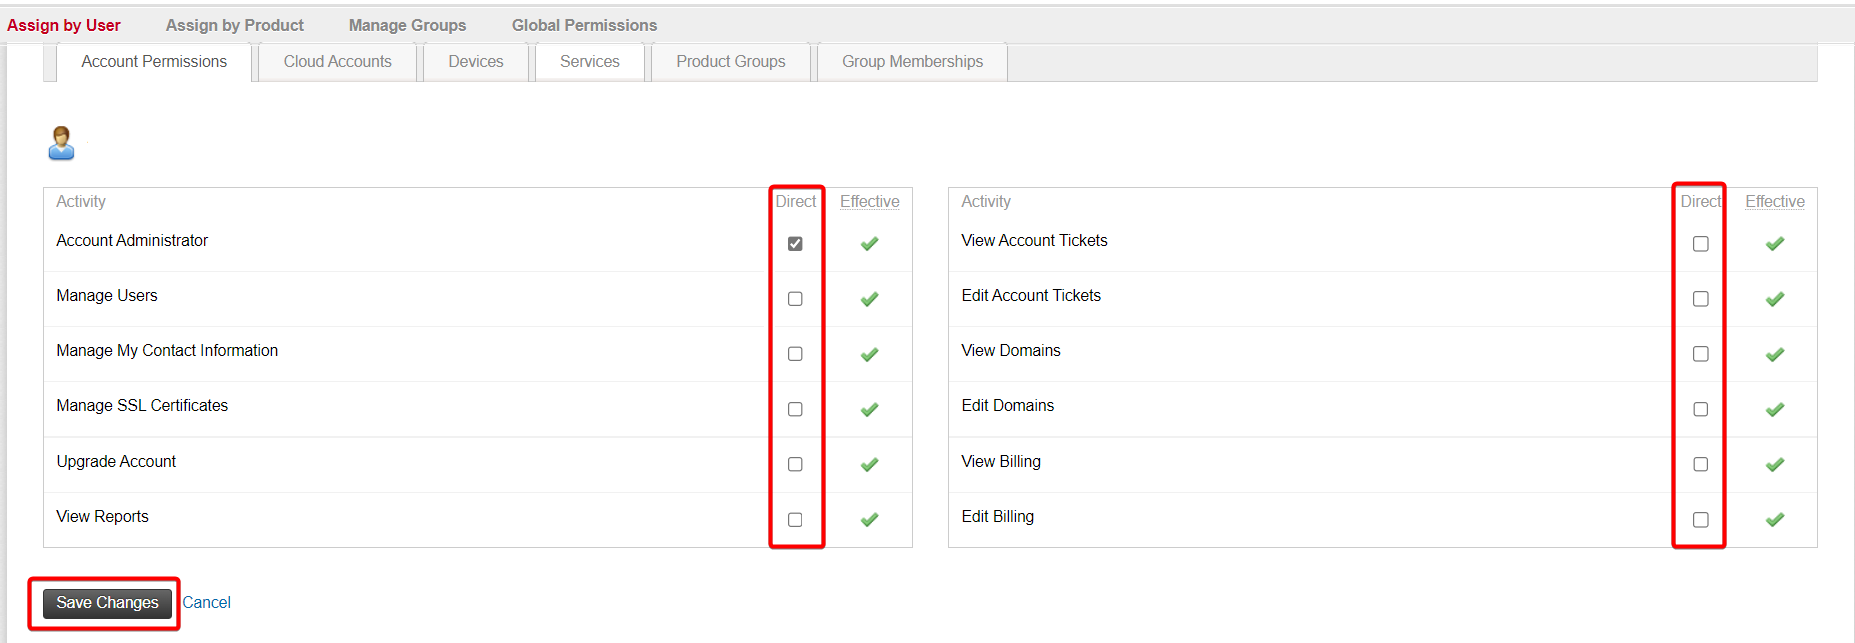 Assign by User Assign by Product Manage Groups Global Permissions
Account Permissions Cloud Accounts Devices Services Product Groups Group Memberships
Activity Direct Effective Activity Direct Effective
Account Administrator View Account Tickets
Manage Users Edit Account Tickets
Manage My Contact Information View Domains
Manage SSL Certificates Edit Domains
Upgrade Account View Billing
View Reports Edit Billing
Save Changes Cancel